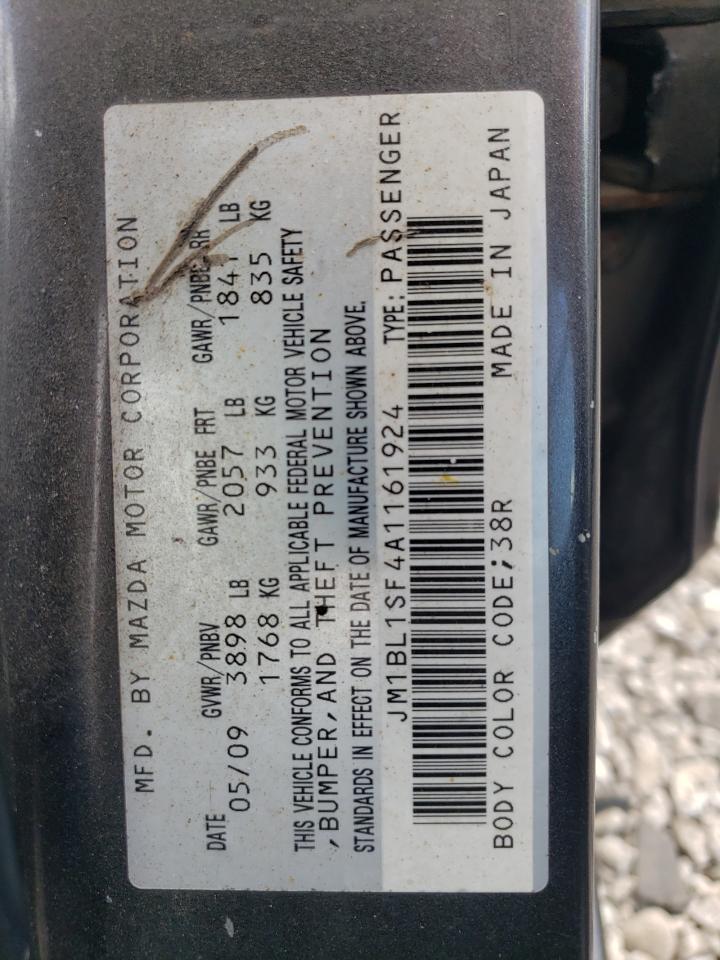 MFD. BY MAZDA MOTOR CORPORATION
DATE GVWR/PNBV GAWR/PNBE FRT GAWR/PNBE RR
05/09 3898 LB 2057 LB 1841 LB
1768 KG 933 KG 835 KG
THIS VEHICLE CONFORMS TO ALL APPLICABLE FEDERAL MOTOR VEHICLE SAFETY
,BUMPER,AND THEFT PREVENTION
STANDARDS IN EFFECT ON THE DATE OF MANUFACTURE SHOWN ABOVE.
JM1BL1SF4A1161924 TYPE: PASSENGER
BODY COLOR CODE;38R MADE IN JAPAN